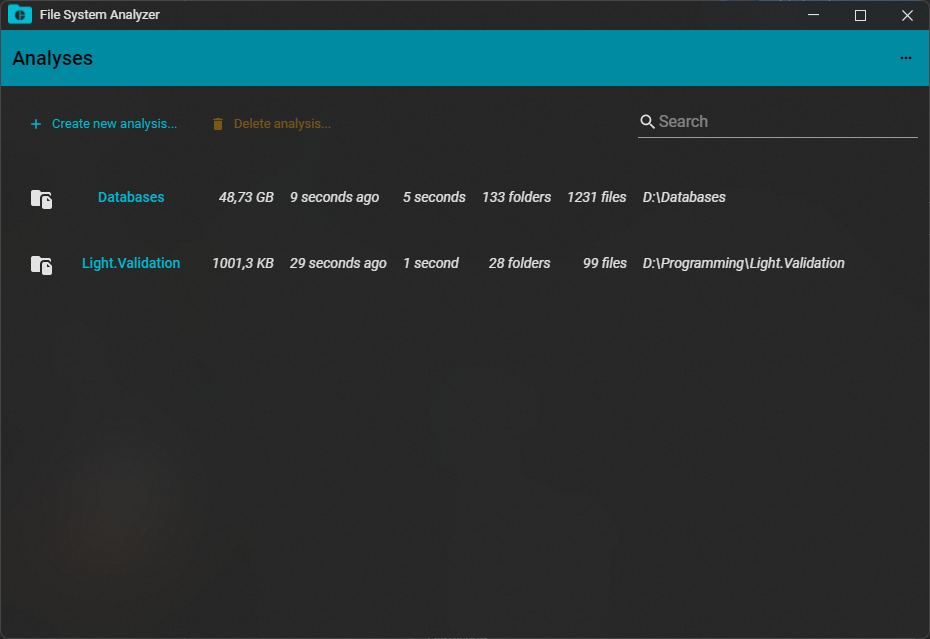 File System Analyzer
Analyses
Create new analysis... Delete analysis... Search
Databases 48,73 GB 9 seconds ago 5 seconds 133 folders 1231 files D:\Databases
Light.Validation 1001,3 KB 29 seconds ago 1 second 28 folders 99 files D:\Programming\Light.Validation